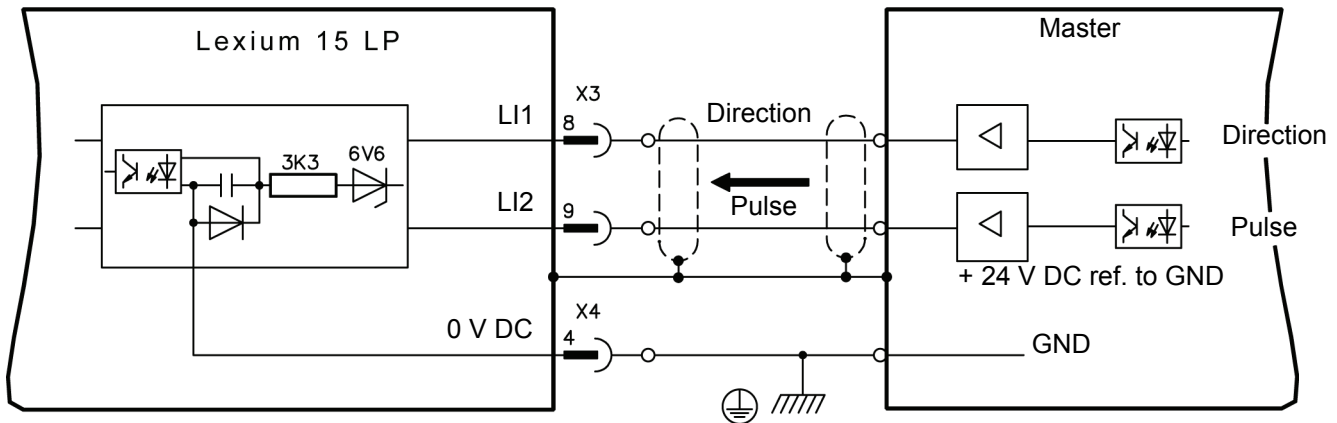 Lexium 15 LP
Master
X3
LI1
8
Direction
Direction
3K3
6V6
LI2
9
Pulse
Pulse
+ 24 V DC ref. to GND
X4
0 V DC
4
GND